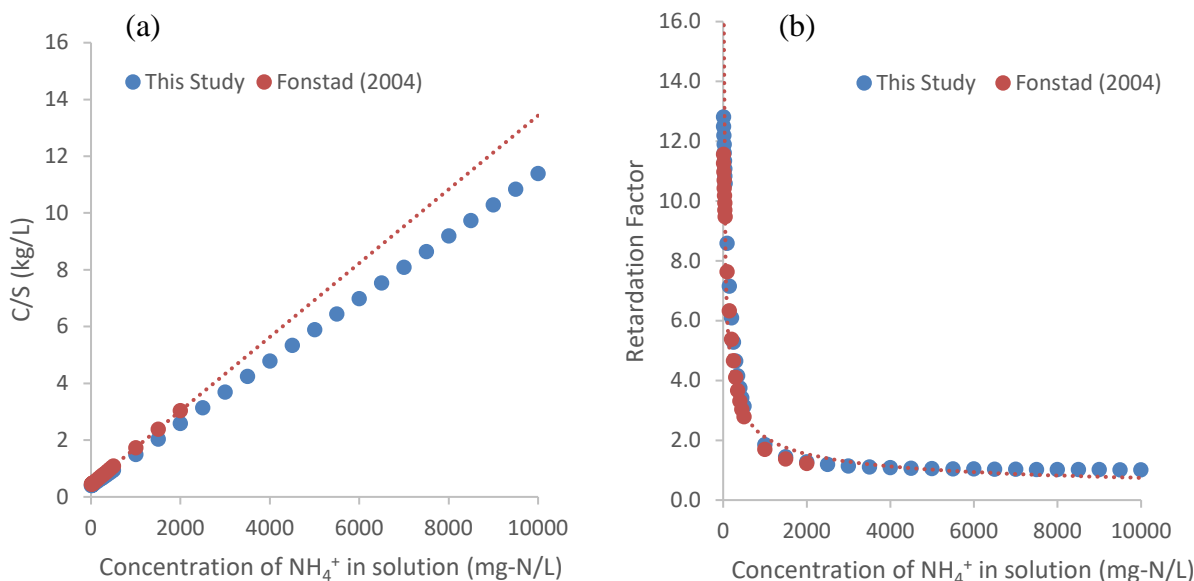 (a)
This Study
Fonstad (2004)
C/S (kg/L)
16
14
12
10
8
6
4
2
0
0 2000 4000 6000 8000 10000
Concentration of NH₄⁺ in solution (mg-N/L)
(b)
This Study
Fonstad (2004)
Retardation Factor
16.0
14.0
12.0
10.0
8.0
6.0
4.0
2.0
0.0
0 2000 4000 6000 8000 10000
Concentration of NH₄⁺ in solution (mg-N/L)